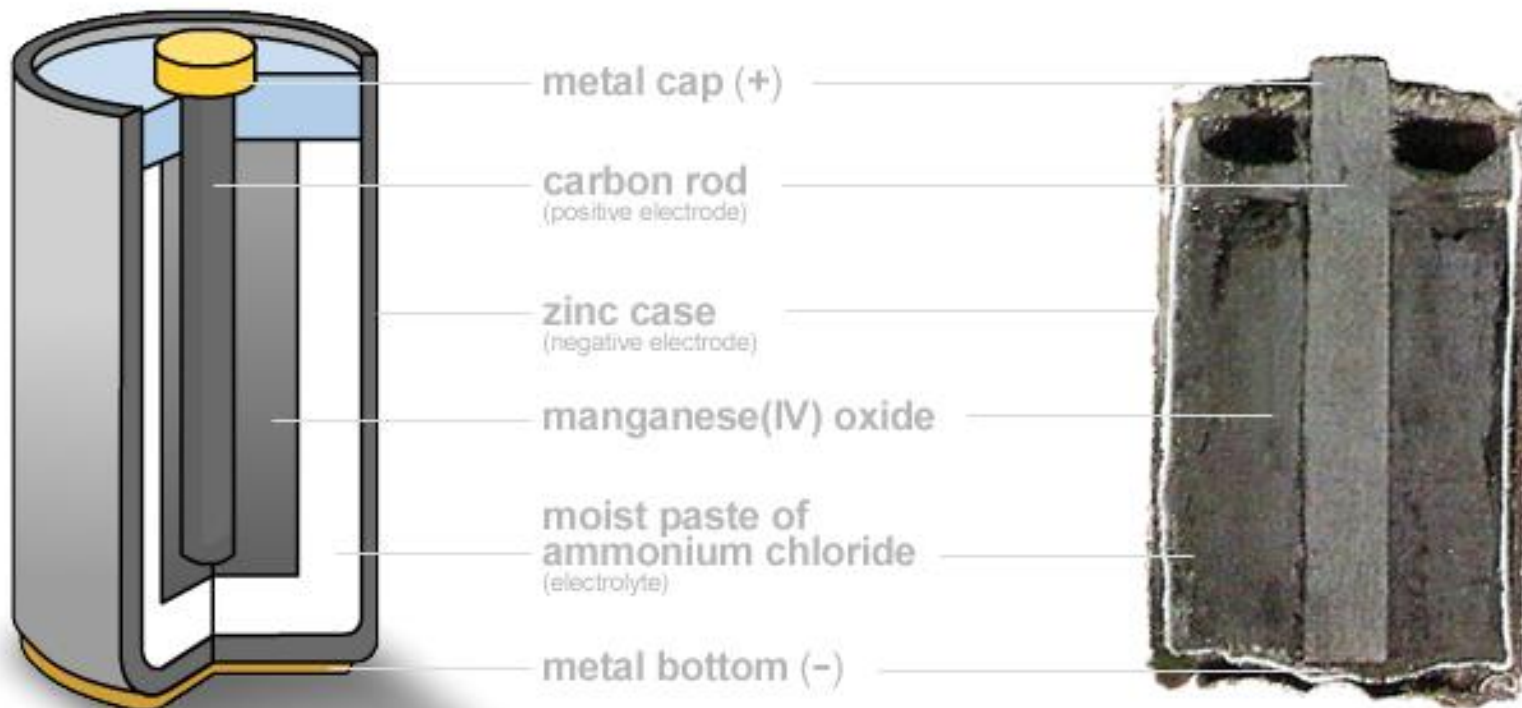 metal cap (+)
carbon rod
(positive electrode)
zinc case
(negative electrode)
manganese(IV) oxide
moist paste of
ammonium chloride
(electrolyte)
metal bottom (−)